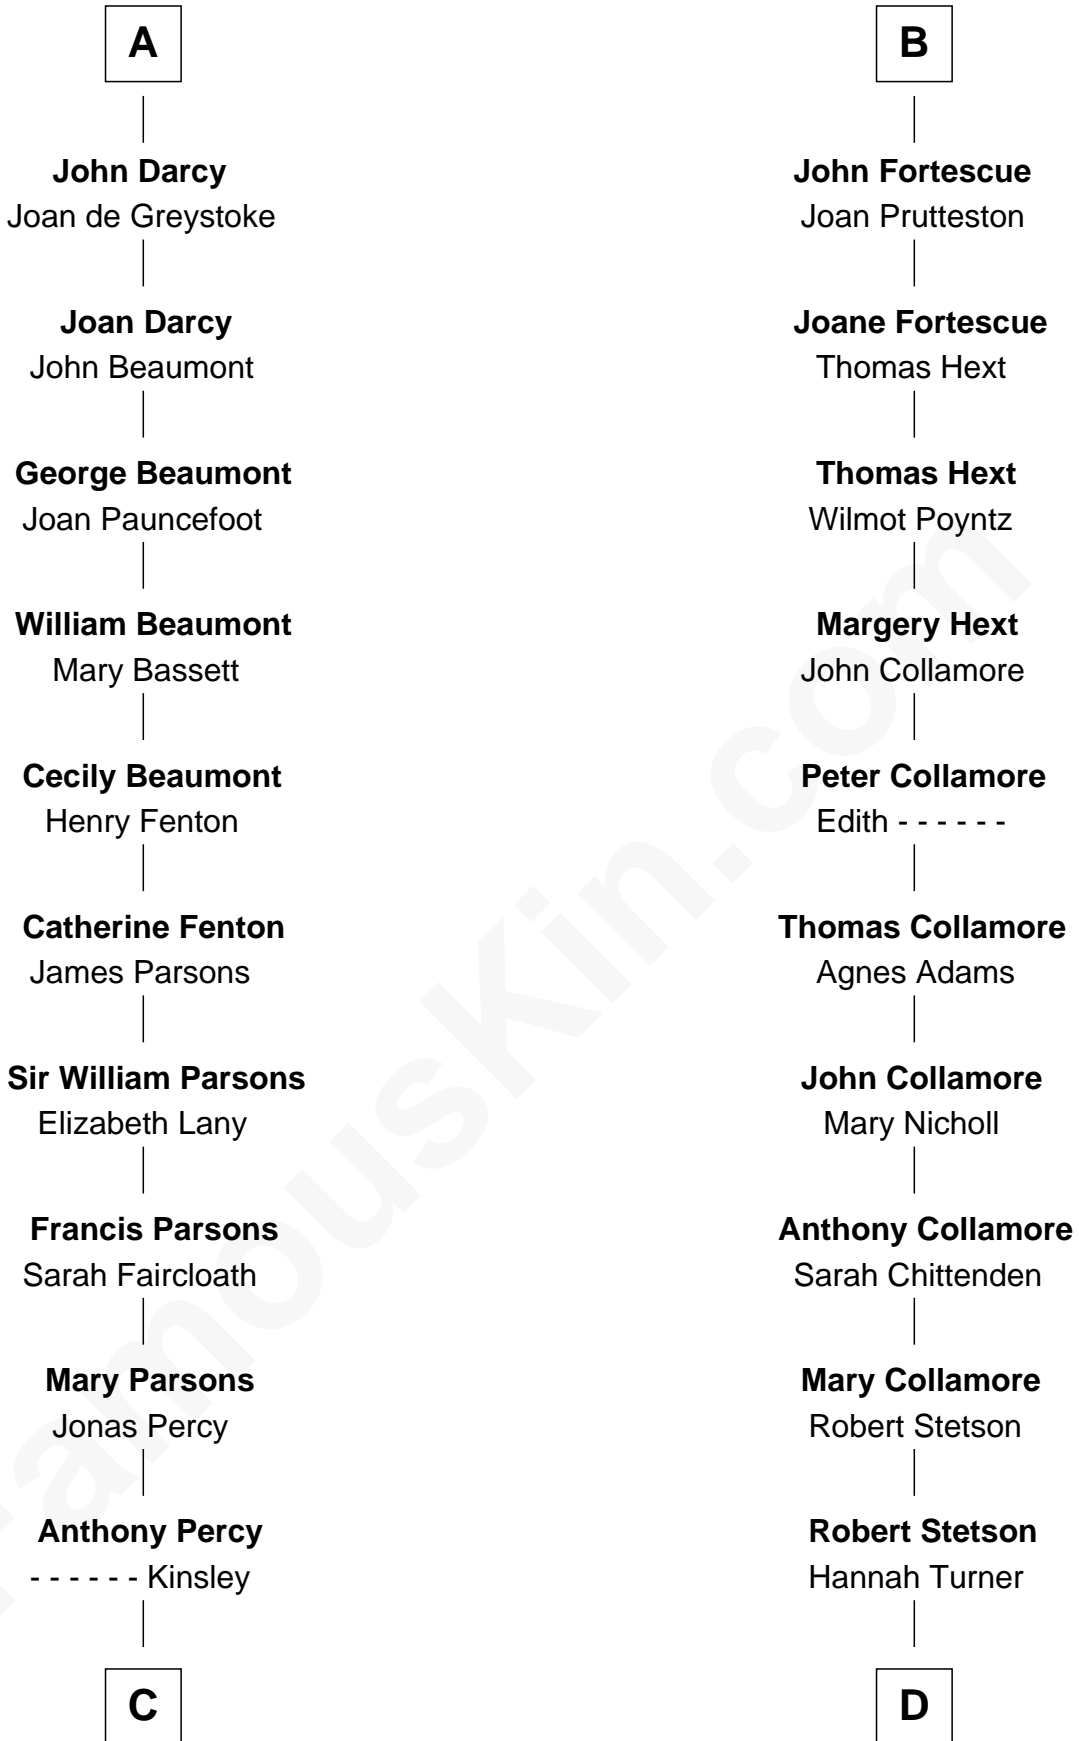 A
John Darcy
Joan de Greystoke
Joan Darcy
John Beaumont
George Beaumont
Joan Pauncefoot
William Beaumont
Mary Bassett
Cecily Beaumont
Henry Fenton
Catherine Fenton
James Parsons
Sir William Parsons
Elizabeth Lany
Francis Parsons
Sarah Faircloath
Mary Parsons
Jonas Percy
Anthony Percy
- - - - - - Kinsley
C
B
John Fortescue
Joan Prutteston
Joane Fortescue
Thomas Hext
Thomas Hext
Wilmot Poyntz
Margery Hext
John Collamore
Peter Collamore
Edith - - - - - -
Thomas Collamore
Agnes Adams
John Collamore
Mary Nicholl
Anthony Collamore
Sarah Chittenden
Mary Collamore
Robert Stetson
Robert Stetson
Hannah Turner
D
FamousKin.com